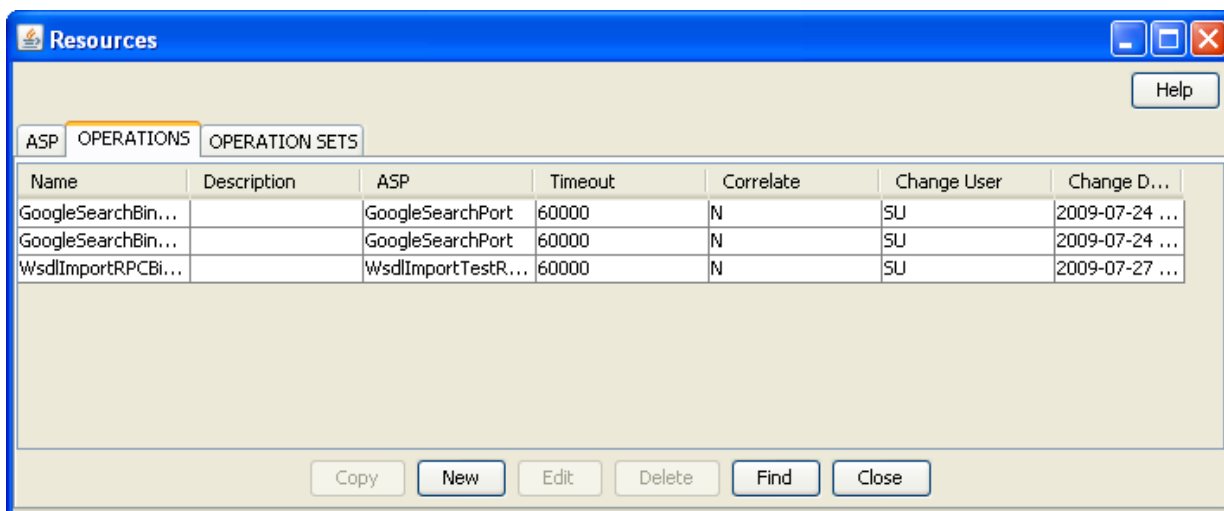 Resources
Help
ASP OPERATIONS OPERATION SETS
Name Description ASP Timeout Correlate Change User Change D...
GoogleSearchBin... GoogleSearchPort 60000 N SU 2009-07-24 ...
GoogleSearchBin... GoogleSearchPort 60000 N SU 2009-07-24 ...
WsdlImportRPCBi... WsdlImportTestR... 60000 N SU 2009-07-27 ...
Copy New Edit Delete Find Close